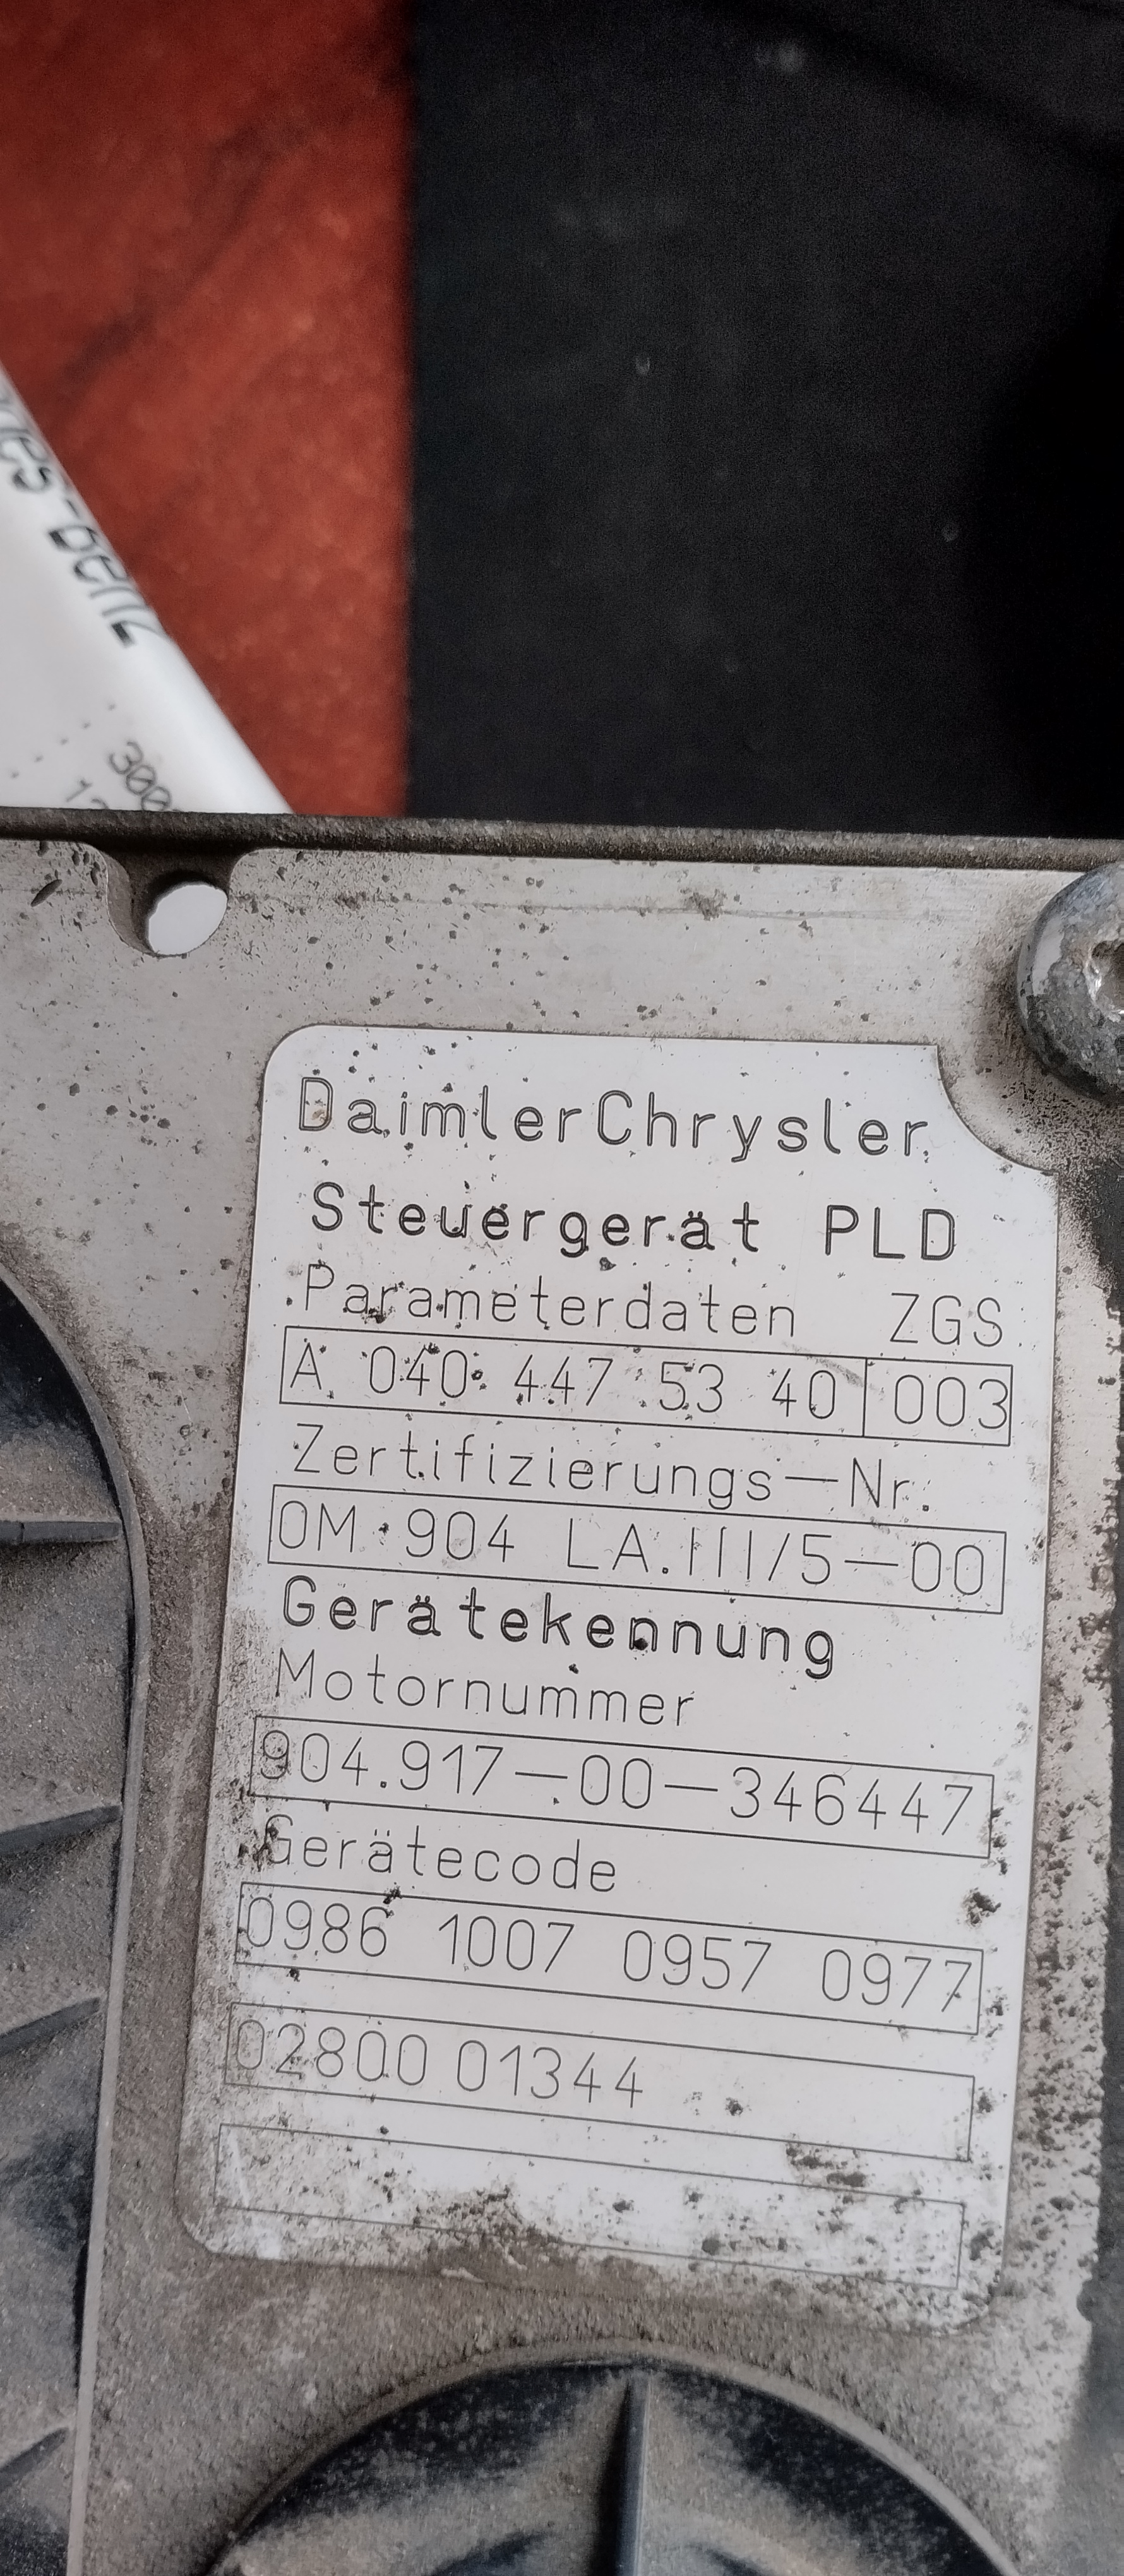 DaimlerChrysler
Steuergerät PLD
Parameterdaten ZGS
A 040 447 53 40 003
Zertifizierungs-Nr.
OM 904 LA.III/5-00
Gerätekennung
Motornummer
904.917-00-346447
Gerätecode
0986 1007 0957 0977
02800 01344